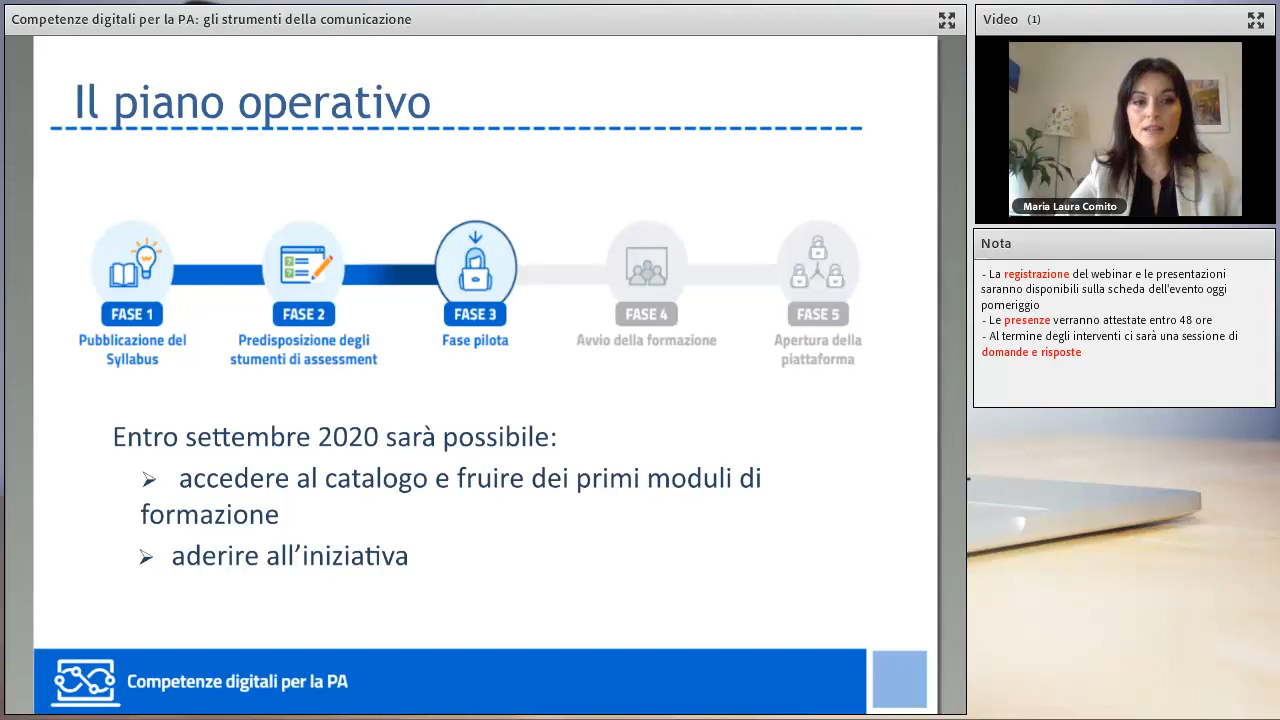 Competenze digitali per la PA: gli strumenti della comunicazione
Il piano operativo
FASE 1
Pubblicazione del
Syllabus
FASE 2
Predisposizione degli
stumenti di assessment
FASE 3
Fase pilota
FASE 4
Avvio della formazione
FASE 5
Apertura della
piattaforma
Entro settembre 2020 sarà possibile:
➢ accedere al catalogo e fruire dei primi moduli di
formazione
➢ aderire all’iniziativa
Competenze digitali per la PA
Video (1)
Maria Laura Comito
Nota
- La registrazione del webinar e le presentazioni
saranno disponibili sulla scheda dell'evento oggi
pomeriggio
- Le presenze verranno attestate entro 48 ore
- Al termine degli interventi ci sarà una sessione di
domande e risposte